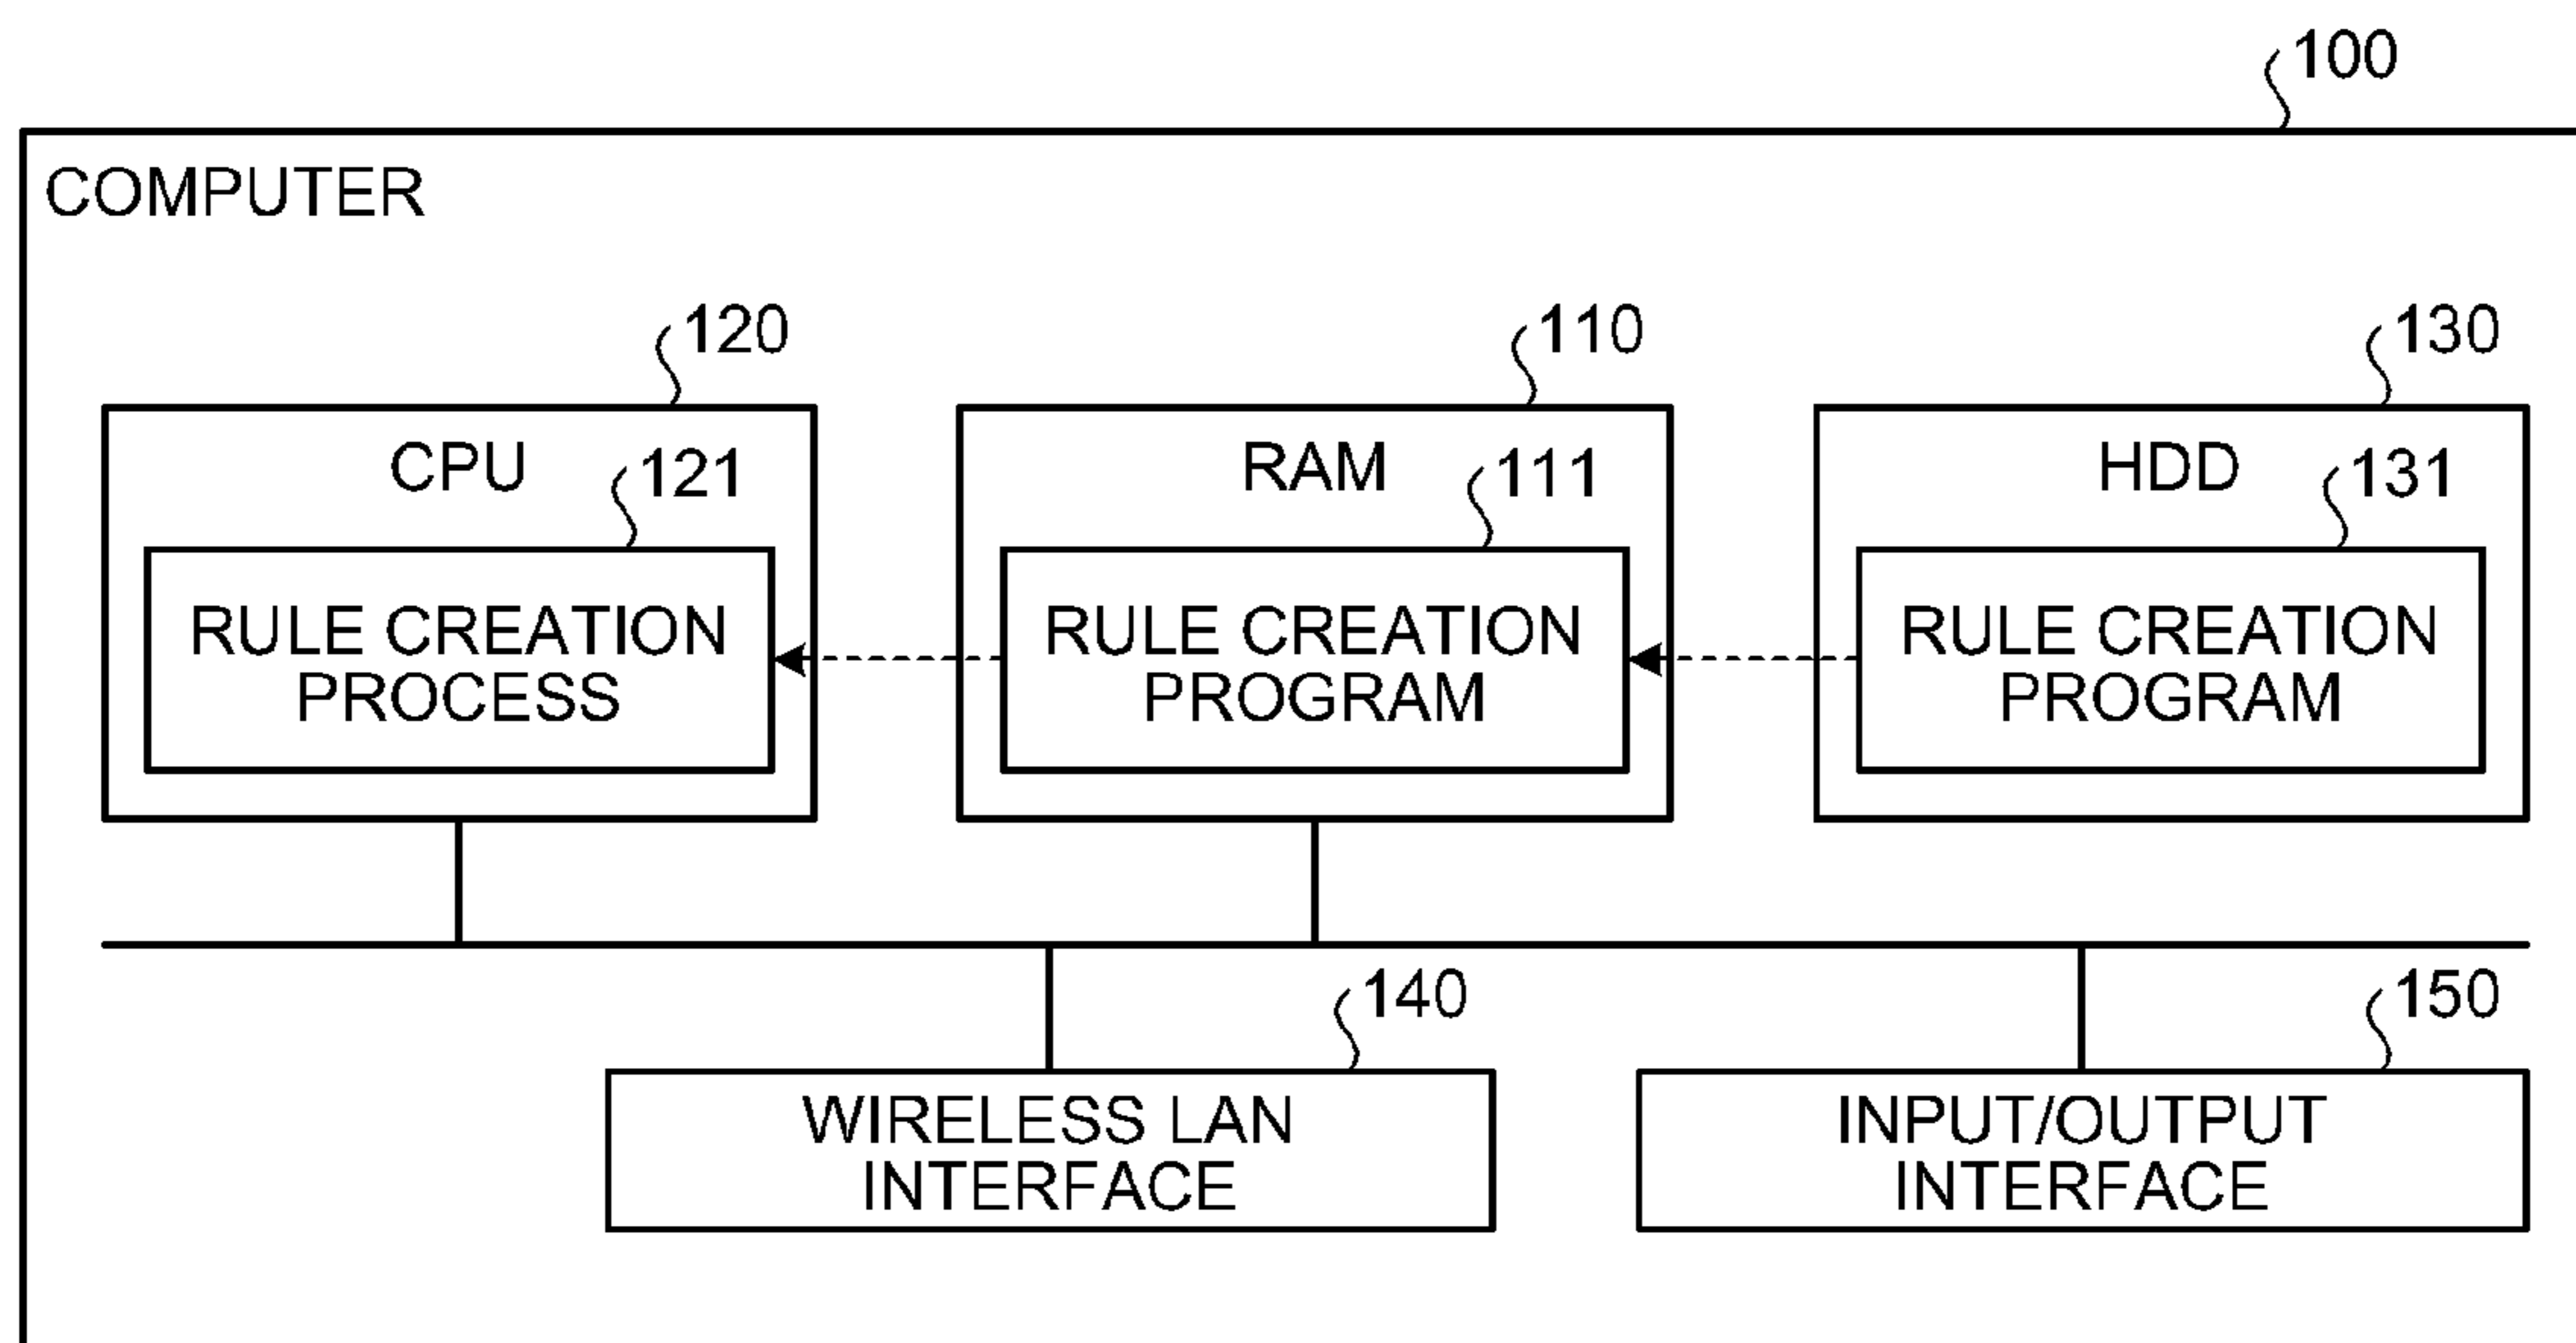 100
COMPUTER
120
110
130
CPU
121
RAM
111
HDD
131
RULE CREATION
PROCESS
RULE CREATION
PROGRAM
RULE CREATION
PROGRAM
140
150
WIRELESS LAN
INTERFACE
INPUT/OUTPUT
INTERFACE